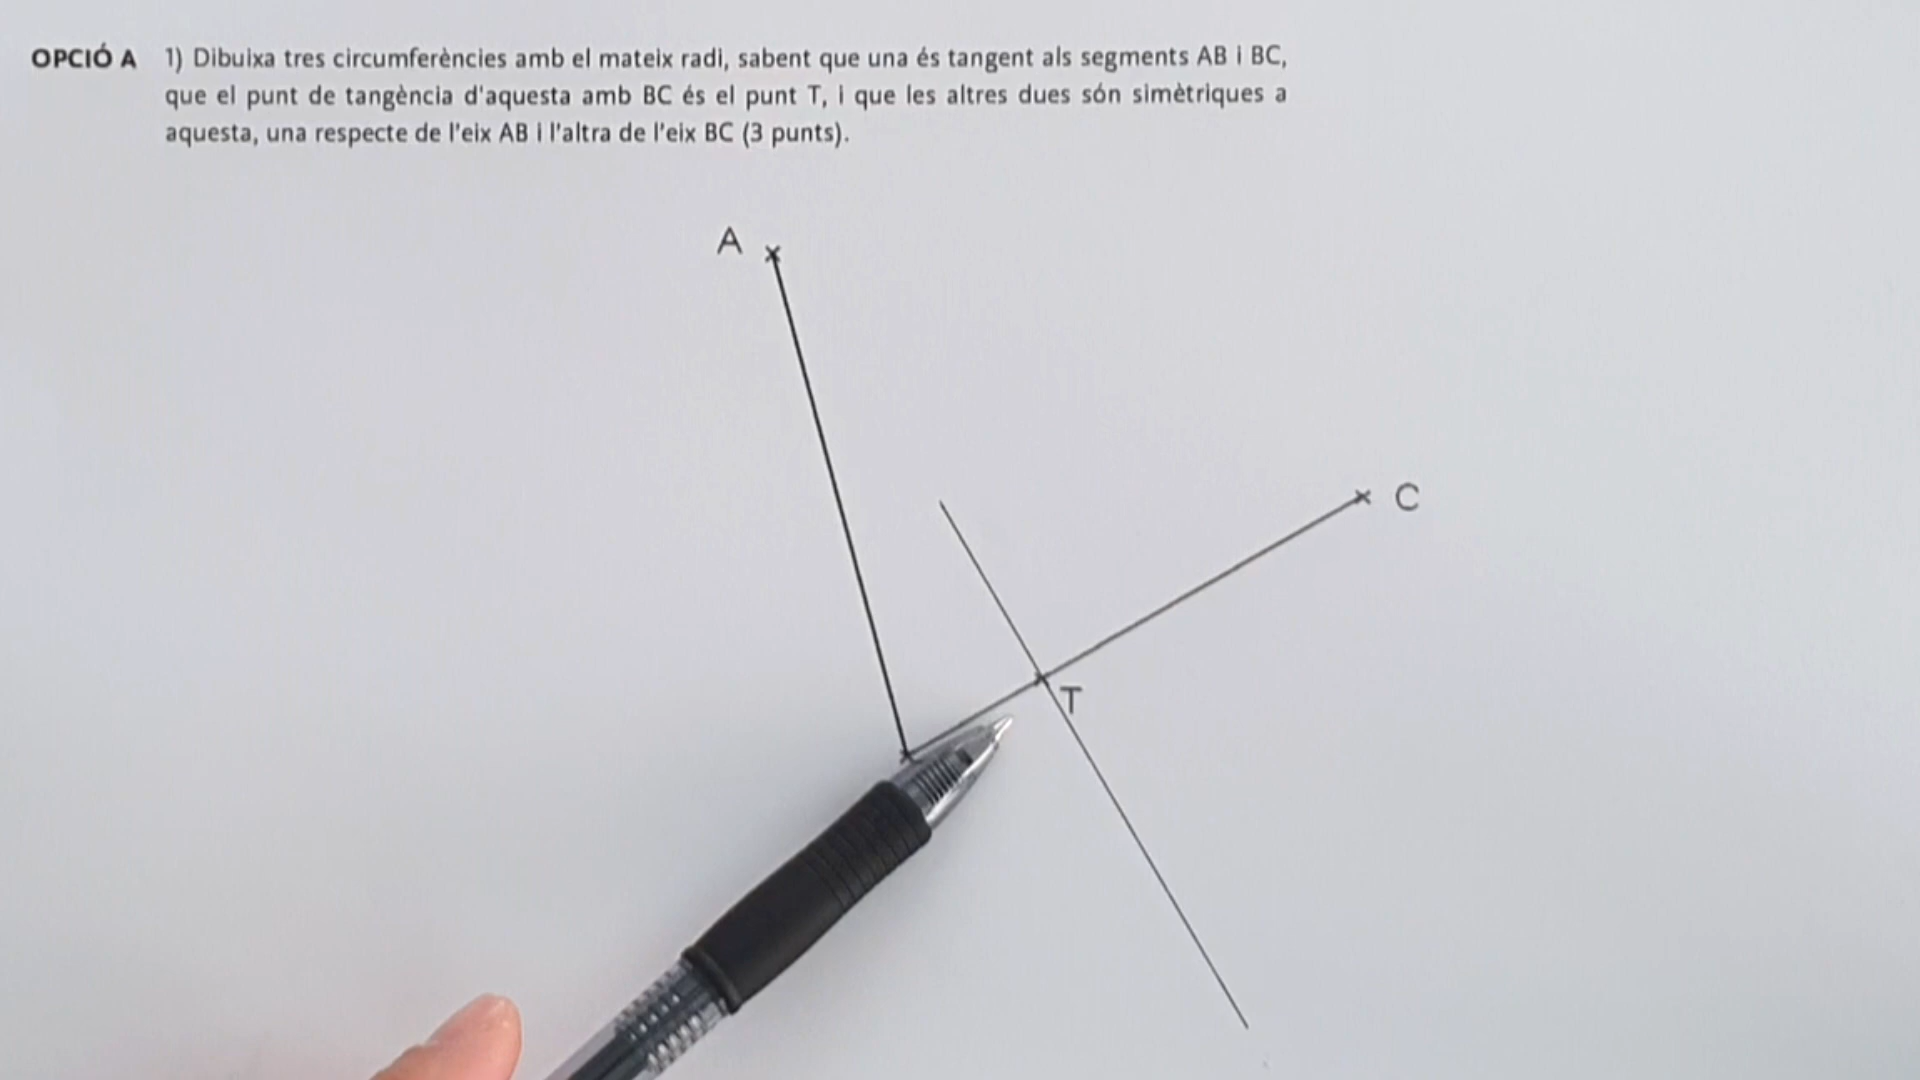 OPCIÓ A 1) Dibuixa tres circumferències amb el mateix radi, sabent que una és tangent als segments AB i BC,
que el punt de tangència d'aquesta amb BC és el punt T, i que les altres dues són simètriques a
aquesta, una respecte de l'eix AB i l'altra de l'eix BC (3 punts).
A
C
T